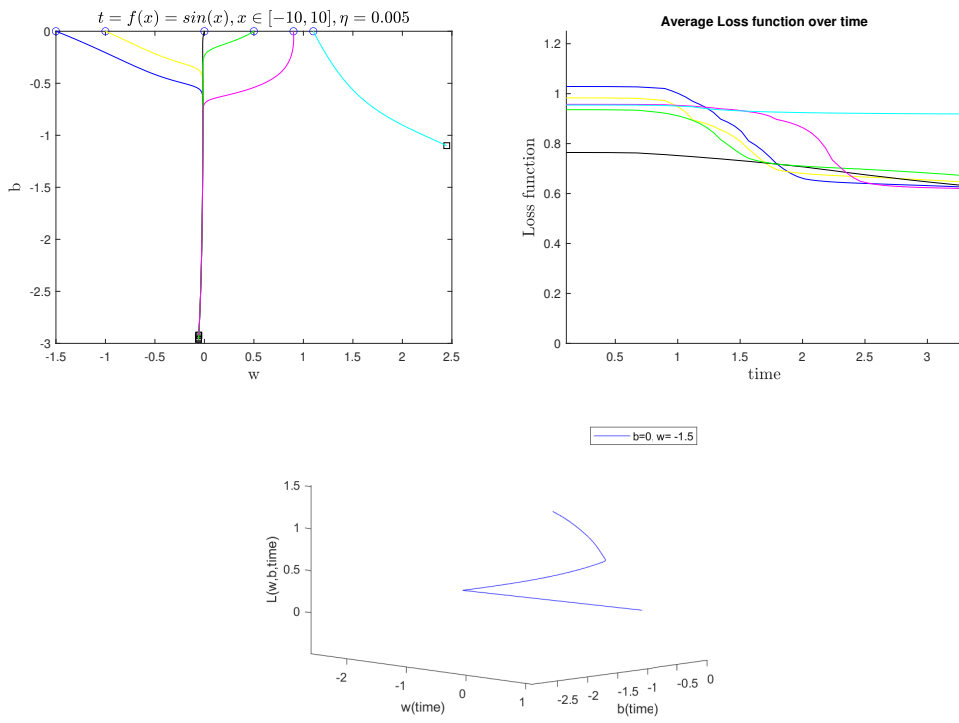 t = f(x) = sin(x), x ∈ [-10, 10], η = 0.005
0
-0.5
-1
-1.5
-2
-2.5
-3
b
-1.5 -1 -0.5 0 0.5 1 1.5 2 2.5
w
Average Loss function over time
1.2
1
0.8
0.6
0.4
0.2
0
Loss function
0.5 1 1.5 2 2.5 3
time
b=0. w= -1.5
1.5
1
0.5
0
L(w,b,time)
-2 -1 0 1
w(time)
-2.5 -2 -1.5 -1 -0.5 0
b(time)